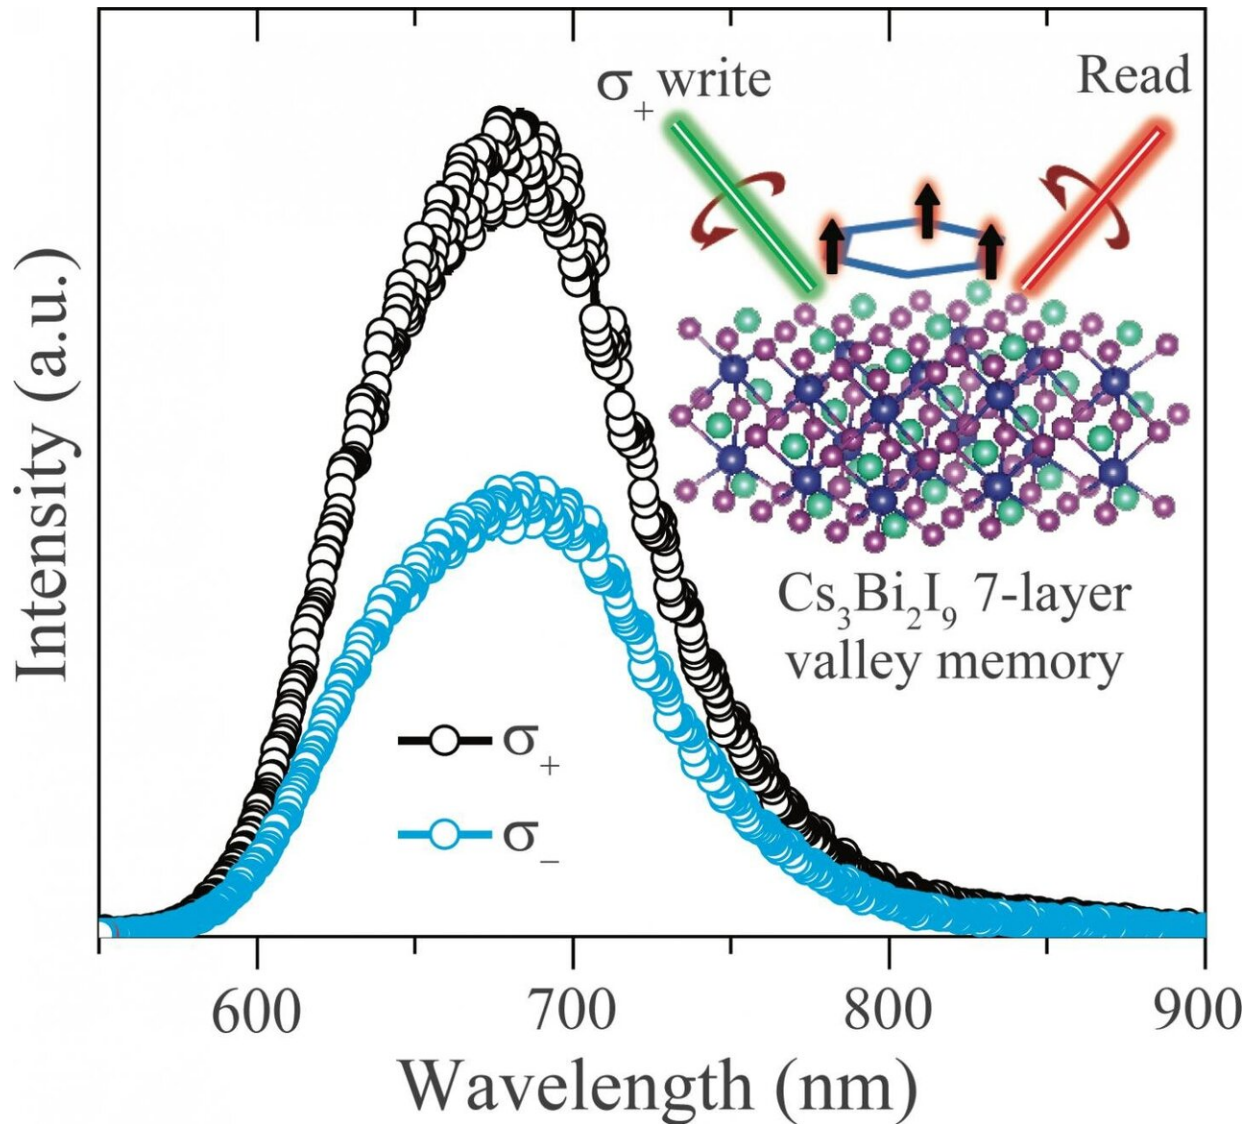 σ₊ write
Read
Cs₃Bi₂I₉ 7-layer
valley memory
σ₊
σ₋
Intensity (a.u.)
600 700 800 900
Wavelength (nm)